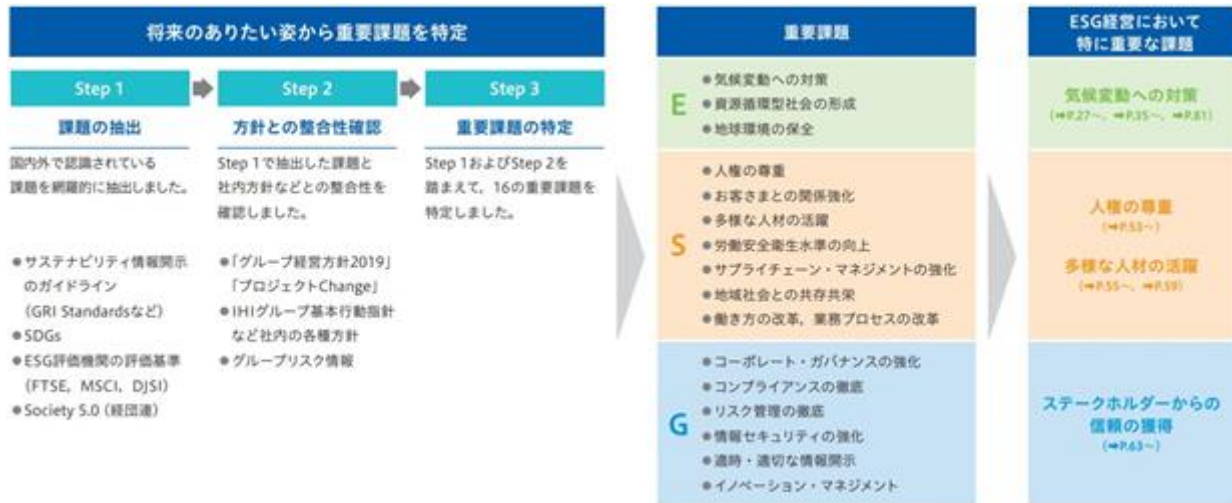 将来のありたい姿から重要課題を特定
Step 1
Step 2
Step 3
課題の抽出
方針との整合性確認
重要課題の特定
国内外で認識されている
課題を網羅的に抽出しました。
Step 1で抽出した課題と
社内方針などとの整合性を
確認しました。
Step 1およびStep 2を
踏まえて，16の重要課題を
特定しました。
●サステナビリティ情報開示
のガイドライン
（GRI Standardsなど）
●SDGs
●ESG評価機関の評価基準
（FTSE，MSCI，DJSI）
●Society 5.0（経団連）
●「グループ経営方針2019」
「プロジェクトChange」
●IHIグループ基本行動指針
など社内の各種方針
●グループリスク情報
重要課題
E
●気候変動への対策
●資源循環型社会の形成
●地球環境の保全
S
●人権の尊重
●お客さまとの関係強化
●多様な人材の活躍
●労働安全衛生水準の向上
●サプライチェーン・マネジメントの強化
●地域社会との共存共栄
●働き方の改革，業務プロセスの改革
G
●コーポレート・ガバナンスの強化
●コンプライアンスの徹底
●リスク管理の徹底
●情報セキュリティの強化
●適時・適切な情報開示
●イノベーション・マネジメント
ESG経営において
特に重要な課題
気候変動への対策
（➡P.27～，➡P.35～，➡P.81）
人権の尊重
（➡P.53～）
多様な人材の活躍
（➡P.55～，➡P.59）
ステークホルダーからの
信頼の獲得
（➡P.63～）